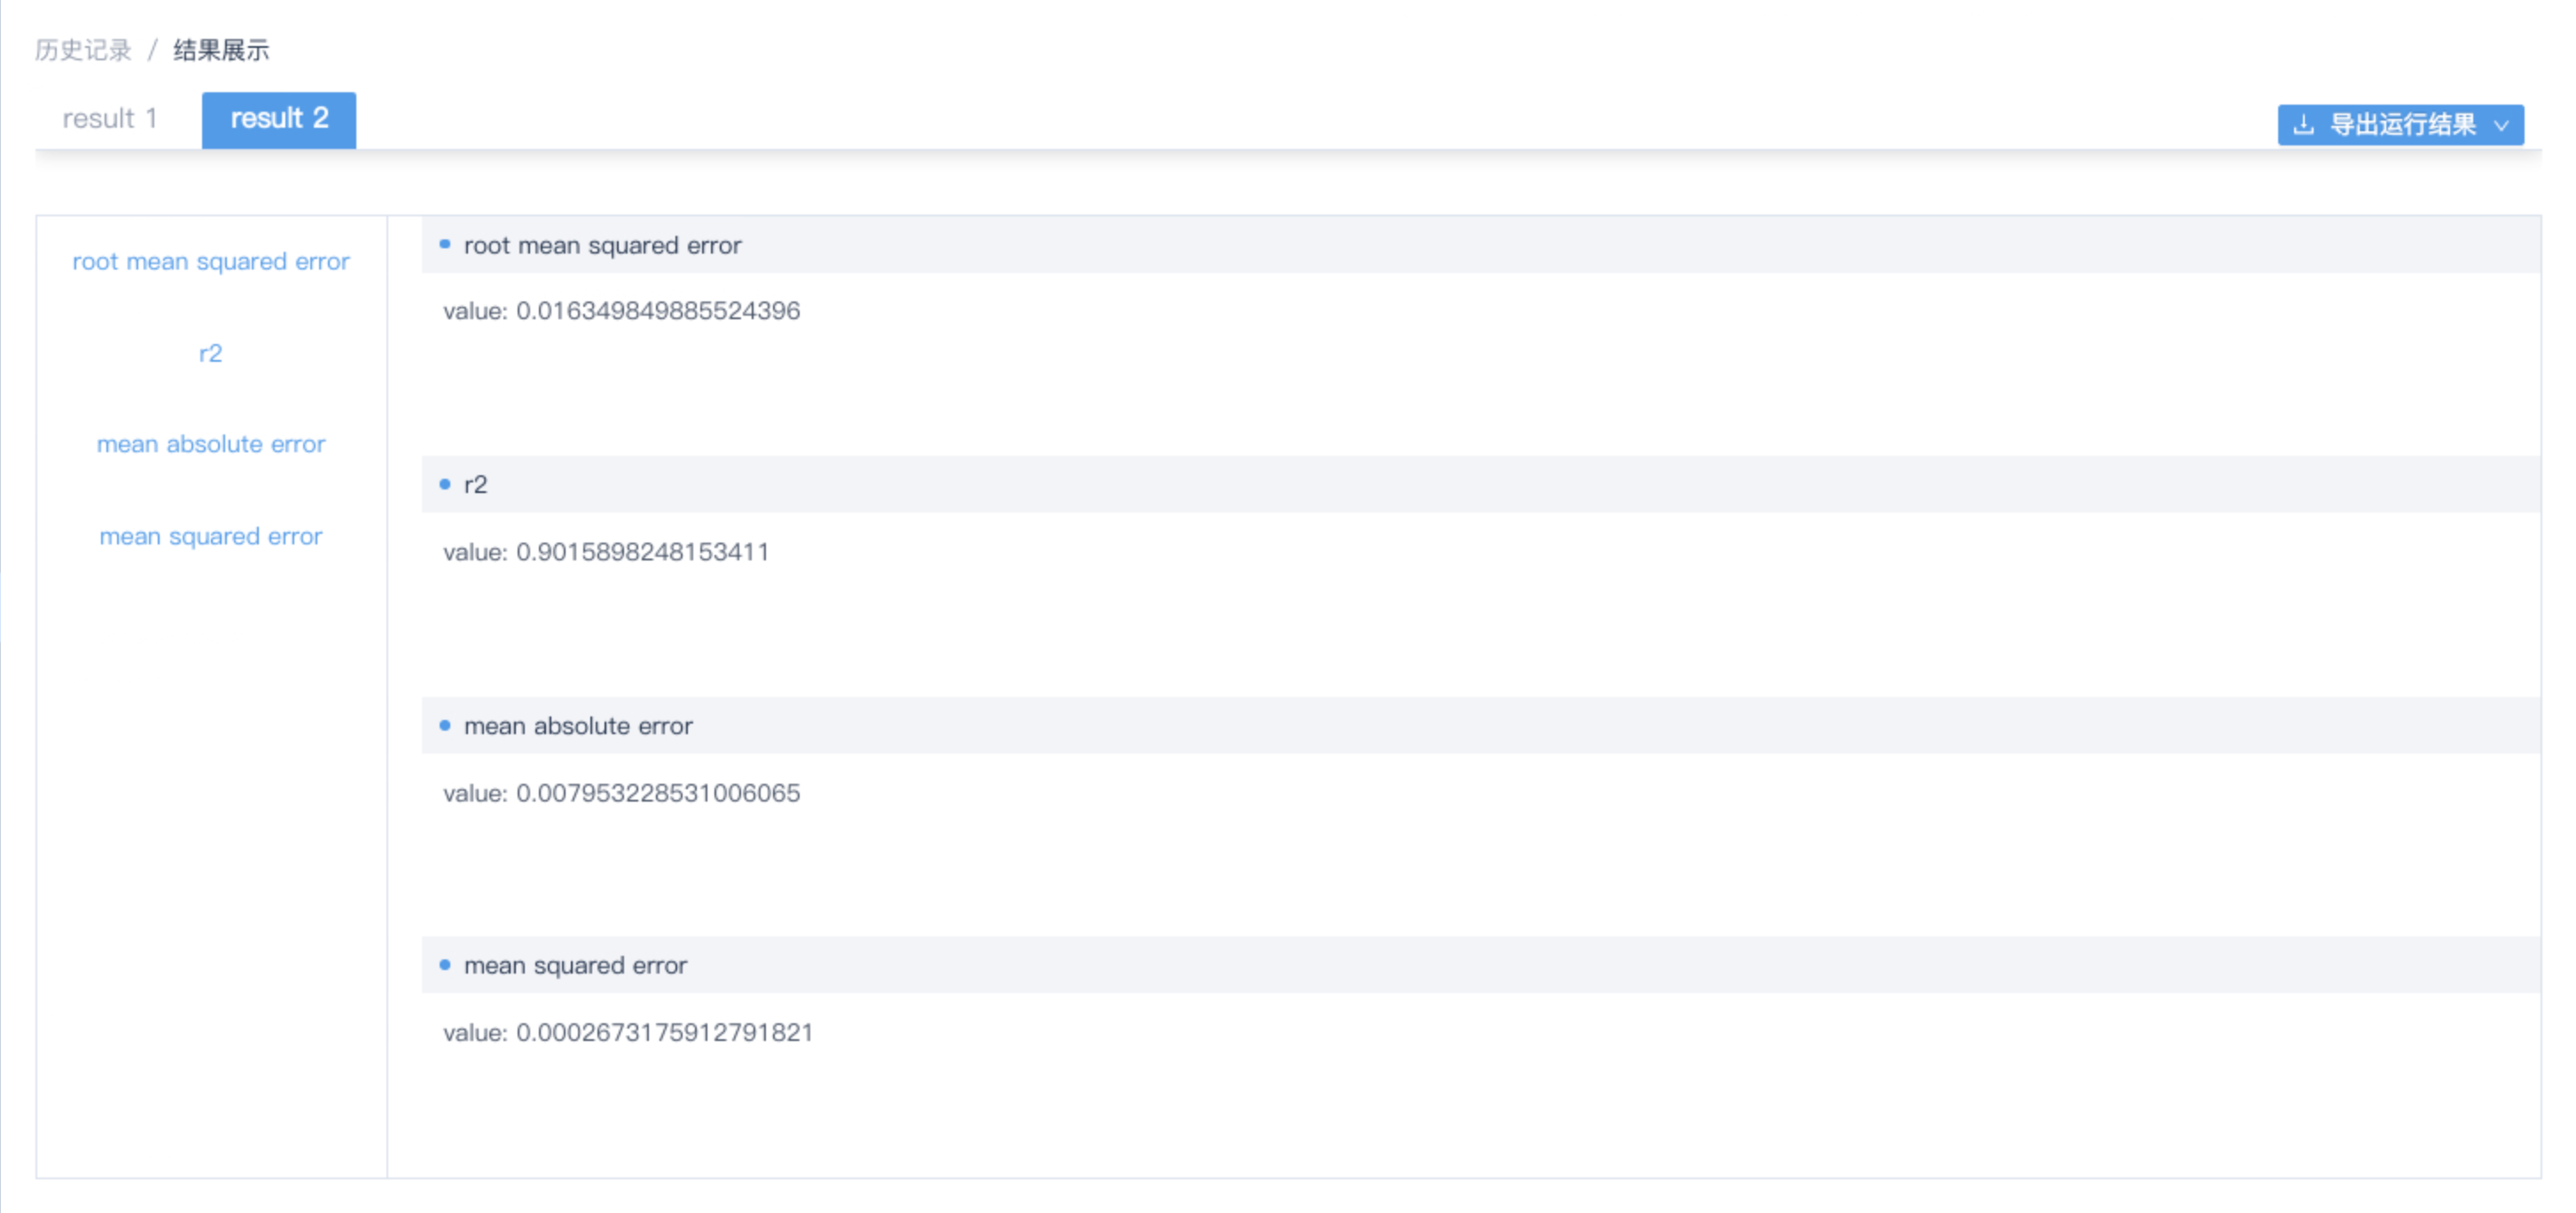 历史记录 / 结果展示
result 1
result 2
导出运行结果
root mean squared error
r2
mean absolute error
mean squared error
root mean squared error
value: 0.016349849885524396
r2
value: 0.9015898248153411
mean absolute error
value: 0.007953228531006065
mean squared error
value: 0.0002673175912791821